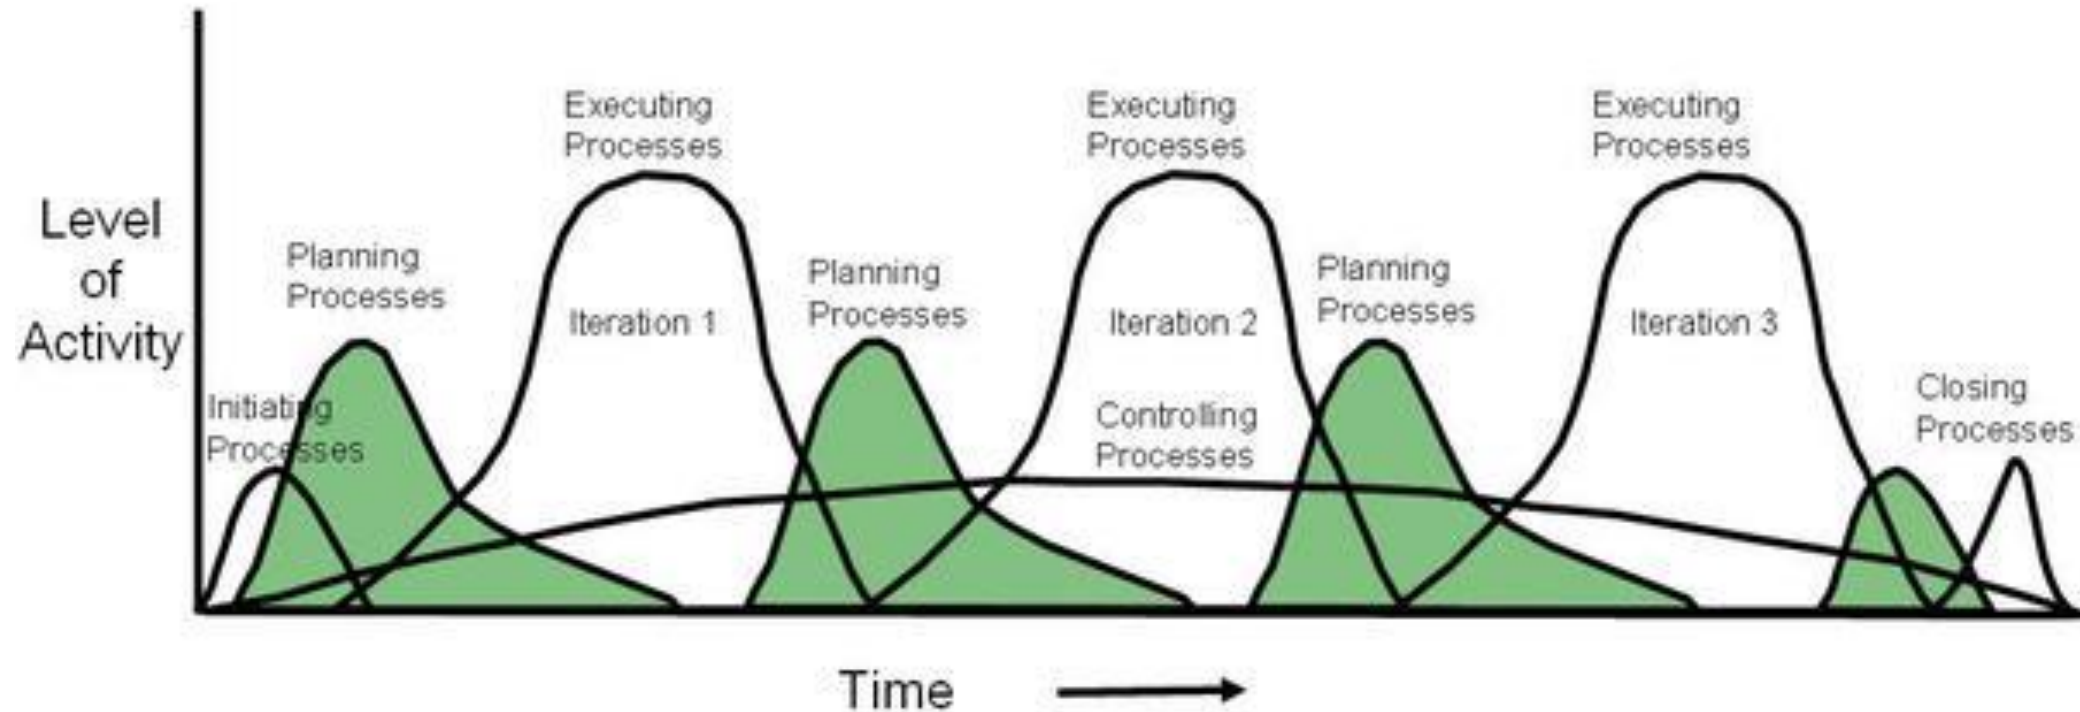 Executing
Processes
Executing
Processes
Executing
Processes
Level
of
Activity
Planning
Processes
Planning
Processes
Planning
Processes
Iteration 1
Iteration 2
Iteration 3
Initiating
Processes
Controlling
Processes
Closing
Processes
Time